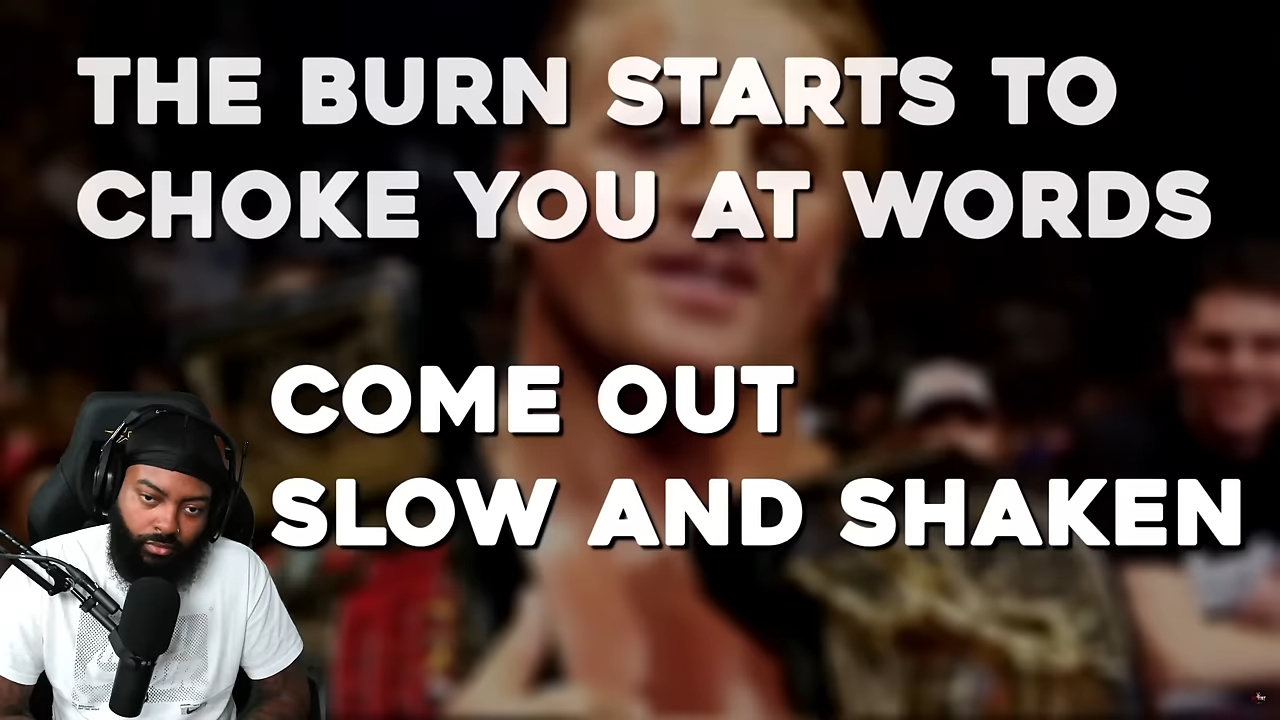 THE BURN STARTS TO
CHOKE YOU AT WORDS
COME OUT
SLOW AND SHAKEN